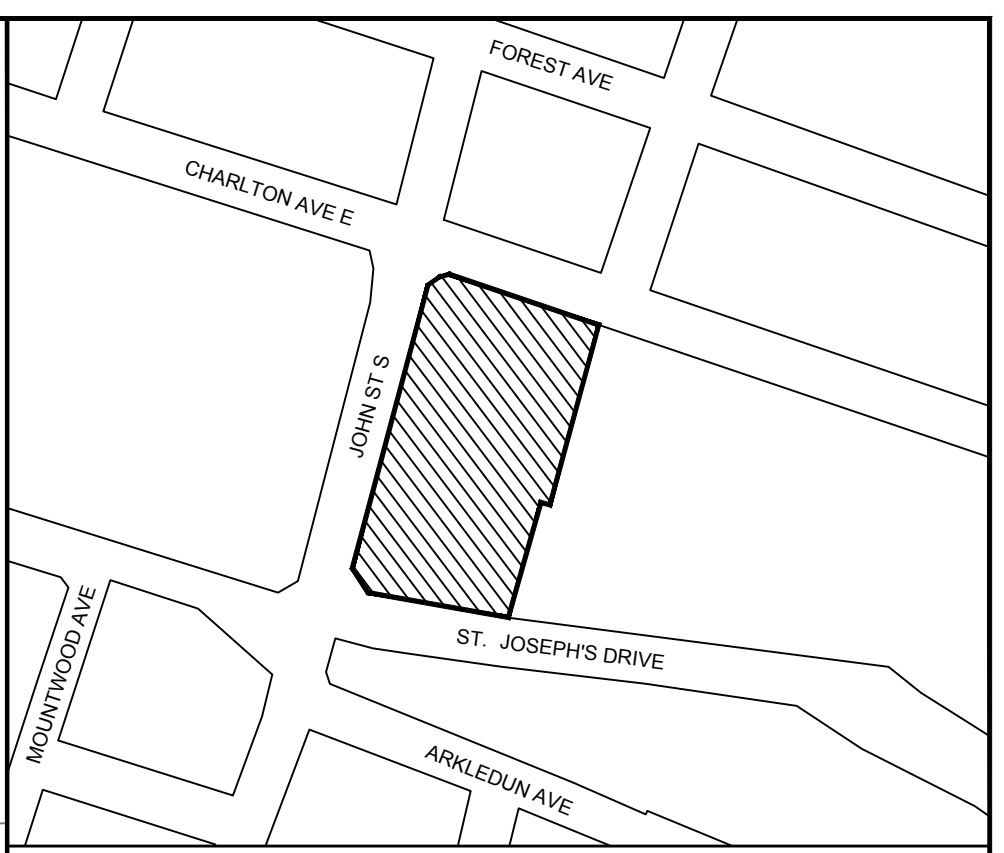 FOREST AVE
CHARLTON AVE E
JOHN ST S
MOUNTWOOD AVE
ST. JOSEPH'S DRIVE
ARKLEDUN AVE